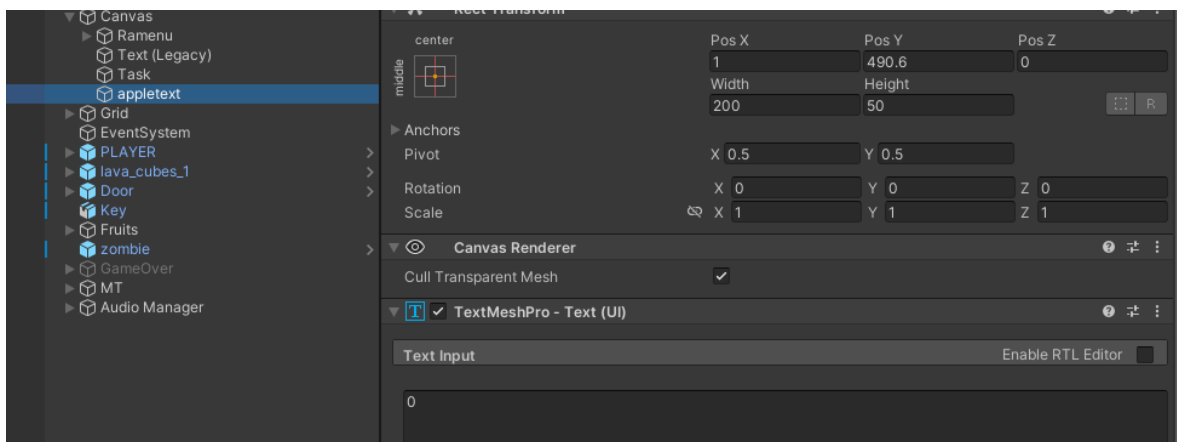 Canvas
Ramenu
Text (Legacy)
Task
appletext
Grid
EventSystem
PLAYER
lava_cubes_1
Door
Key
Fruits
zombie
GameOver
MT
Audio Manager
Rect Transform
center
middle
Pos X Pos Y Pos Z
1 490.6 0
Width Height
200 50
R
Anchors
Pivot X 0.5 Y 0.5
Rotation X 0 Y 0 Z 0
Scale X 1 Y 1 Z 1
Canvas Renderer
Cull Transparent Mesh
T TextMeshPro - Text (UI)
Text Input Enable RTL Editor
0